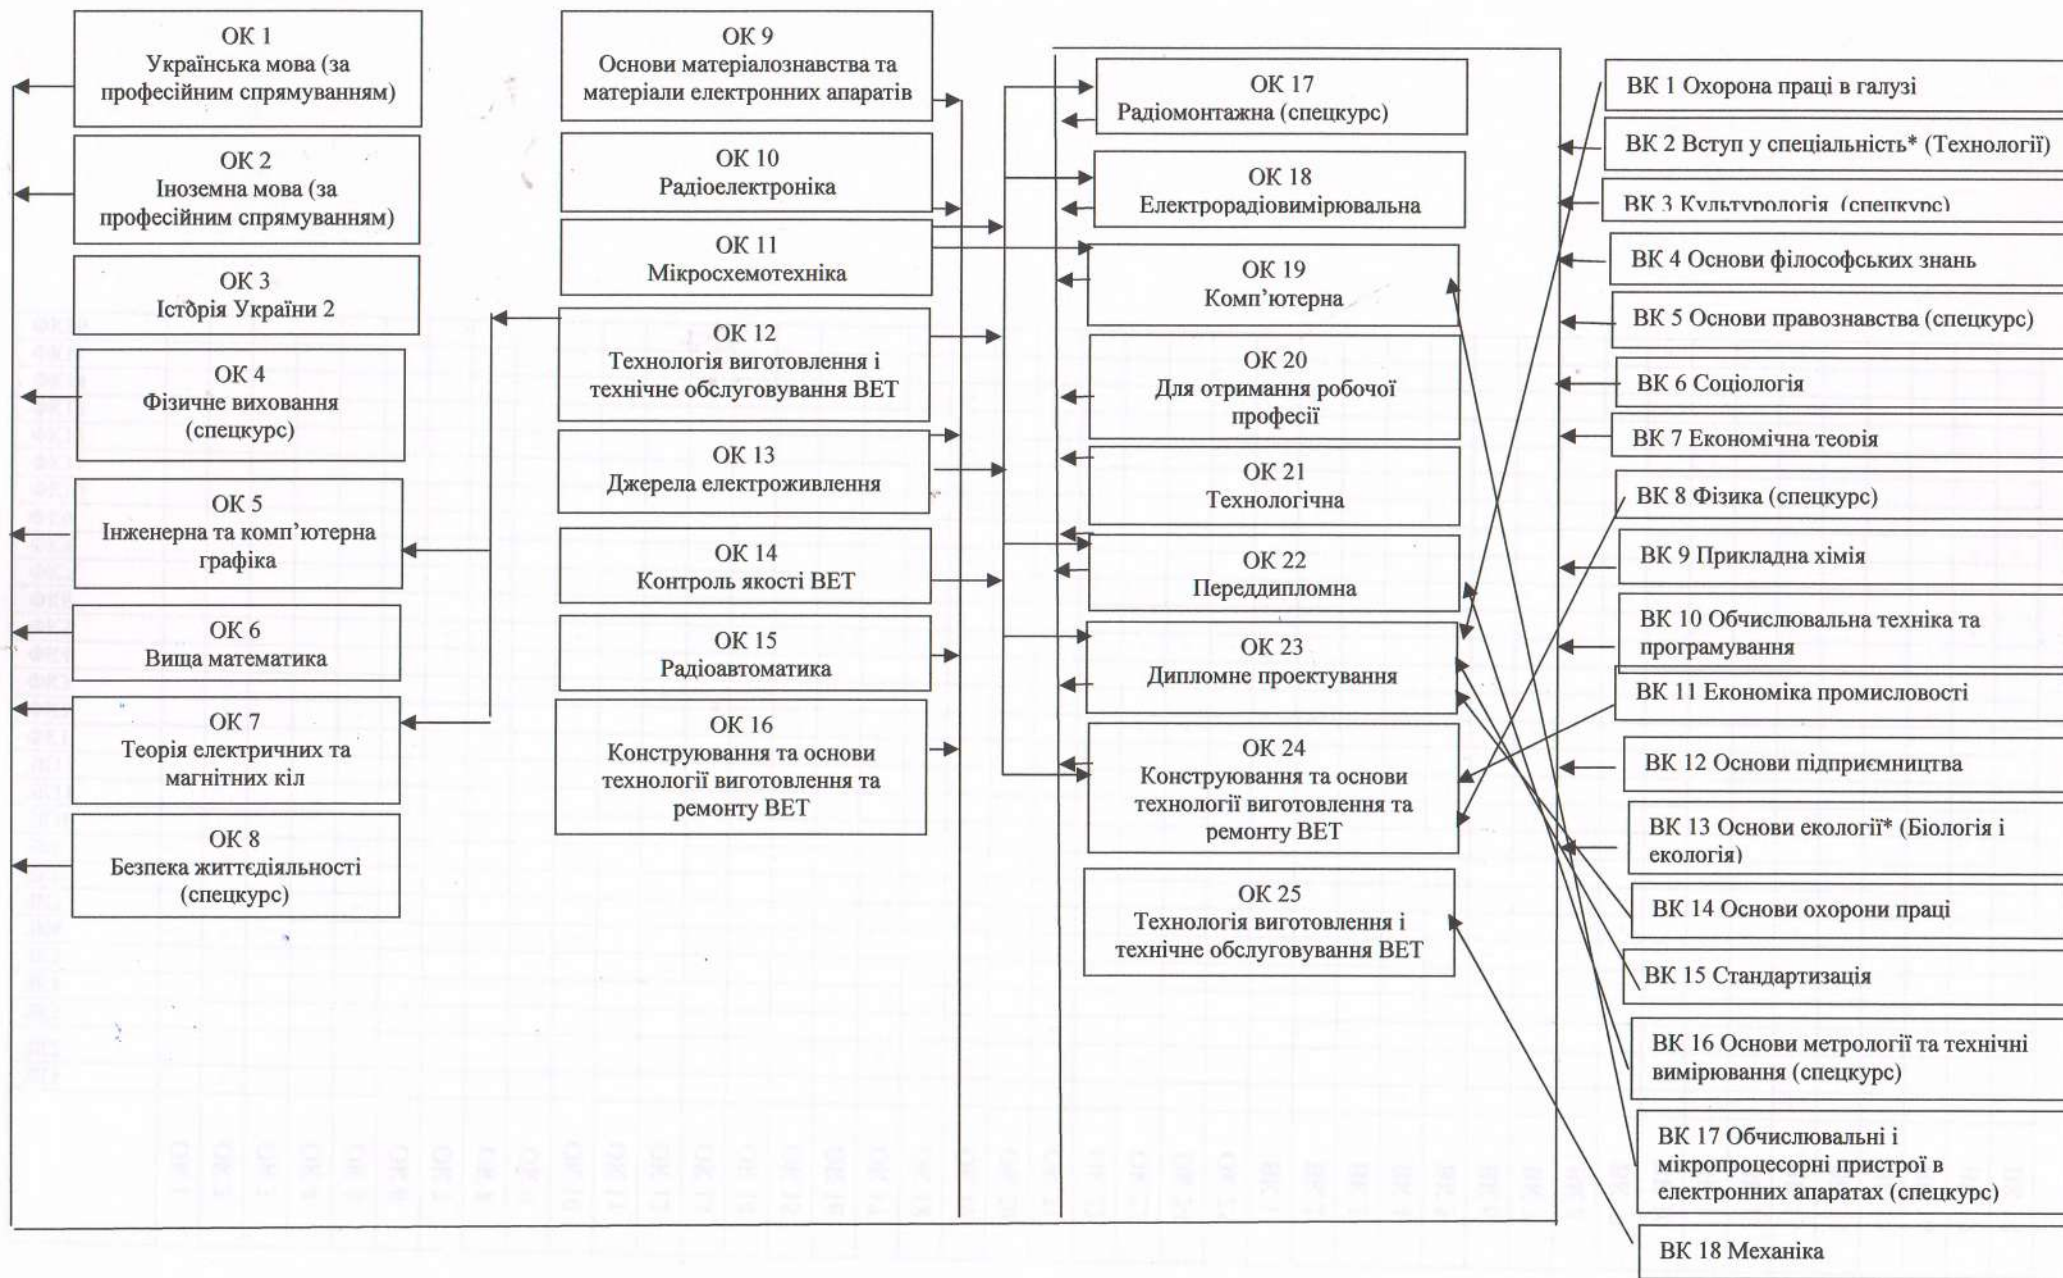 ОК 1
Українська мова (за
професійним спрямуванням)
ОК 2
Іноземна мова (за
професійним спрямуванням)
ОК 3
Історія України 2
ОК 4
Фізичне виховання
(спецкурс)
ОК 5
Інженерна та комп’ютерна
графіка
ОК 6
Вища математика
ОК 7
Теорія електричних та
магнітних кіл
ОК 8
Безпека життєдіяльності
(спецкурс)
ОК 9
Основи матеріалознавства та
матеріали електронних апаратів
ОК 10
Радіоелектроніка
ОК 11
Мікросхемотехніка
ОК 12
Технологія виготовлення і
технічне обслуговування ВЕТ
ОК 13
Джерела електроживлення
ОК 14
Контроль якості ВЕТ
ОК 15
Радіоавтоматика
ОК 16
Конструювання та основи
технології виготовлення та
ремонту ВЕТ
ОК 17
Радіомонтажна (спецкурс)
ОК 18
Електрорадіовимірювальна
ОК 19
Комп’ютерна
ОК 20
Для отримання робочої
професії
ОК 21
Технологічна
ОК 22
Переддипломна
ОК 23
Дипломне проектування
ОК 24
Конструювання та основи
технології виготовлення та
ремонту ВЕТ
ОК 25
Технологія виготовлення і
технічне обслуговування ВЕТ
ВК 1 Охорона праці в галузі
ВК 2 Вступ у спеціальність* (Технології)
ВК 3 Культурологія (спецкурс)
ВК 4 Основи філософських знань
ВК 5 Основи правознавства (спецкурс)
ВК 6 Соціологія
ВК 7 Економічна теорія
ВК 8 Фізика (спецкурс)
ВК 9 Прикладна хімія
ВК 10 Обчислювальна техніка та
програмування
ВК 11 Економіка промисловості
ВК 12 Основи підприємництва
ВК 13 Основи екології* (Біологія і
екологія)
ВК 14 Основи охорони праці
ВК 15 Стандартизація
ВК 16 Основи метрології та технічні
вимірювання (спецкурс)
ВК 17 Обчислювальні і
мікропроцесорні пристрої в
електронних апаратах (спецкурс)
ВК 18 Механіка